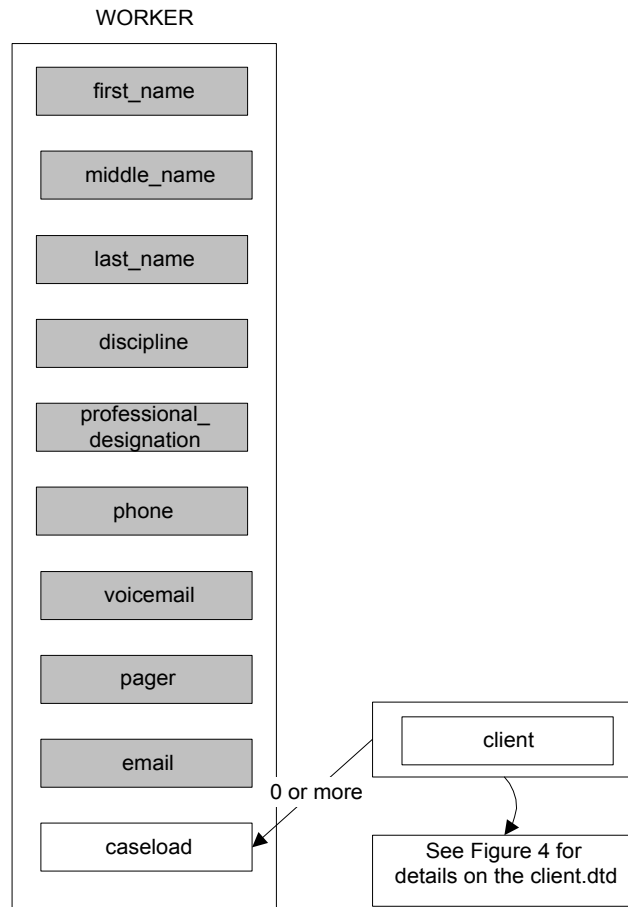 WORKER
first_name
middle_name
last_name
discipline
professional_
designation
phone
voicemail
pager
email
caseload
0 or more
client
See Figure 4 for
details on the client.dtd